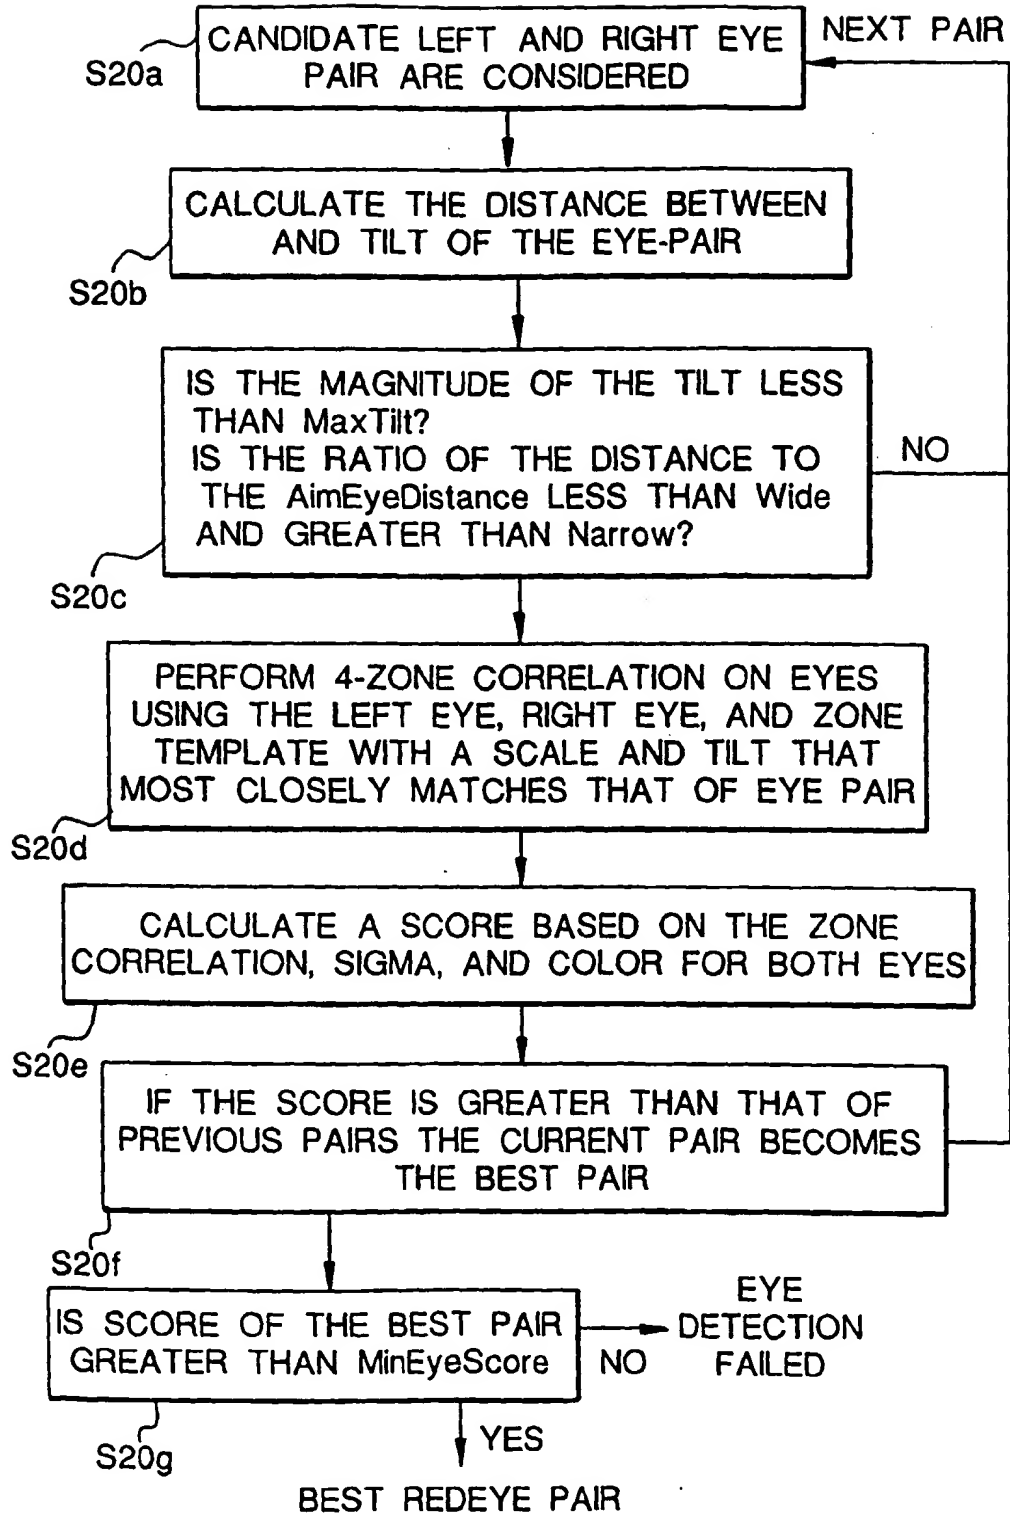 CANDIDATE LEFT AND RIGHT EYE
PAIR ARE CONSIDERED
NEXT PAIR
S20a
CALCULATE THE DISTANCE BETWEEN
AND TILT OF THE EYE-PAIR
S20b
IS THE MAGNITUDE OF THE TILT LESS
THAN MaxTilt?
IS THE RATIO OF THE DISTANCE TO
THE AimEyeDistance LESS THAN Wide
AND GREATER THAN Narrow?
NO
S20c
PERFORM 4-ZONE CORRELATION ON EYES
USING THE LEFT EYE, RIGHT EYE, AND ZONE
TEMPLATE WITH A SCALE AND TILT THAT
MOST CLOSELY MATCHES THAT OF EYE PAIR
S20d
CALCULATE A SCORE BASED ON THE ZONE
CORRELATION, SIGMA, AND COLOR FOR BOTH EYES
S20e
IF THE SCORE IS GREATER THAN THAT OF
PREVIOUS PAIRS THE CURRENT PAIR BECOMES
THE BEST PAIR
S20f
IS SCORE OF THE BEST PAIR
GREATER THAN MinEyeScore
NO
EYE
DETECTION
FAILED
S20g
YES
BEST REDEYE PAIR